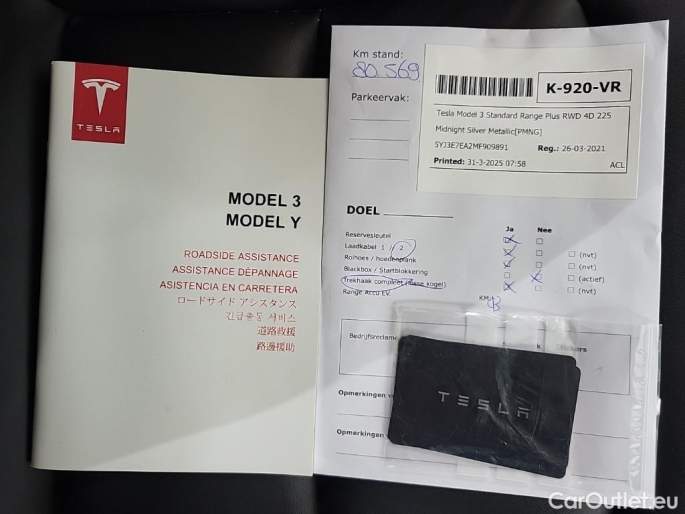 TESLA
MODEL 3
MODEL Y
ROADSIDE ASSISTANCE
ASSISTANCE DÉPANNAGE
ASISTENCIA EN CARRETERA
ロードサイド アシスタンス
긴급출동 서비스
道路救援
路邊援助
Km stand:
80.569
Parkeervak:
K-920-VR
Tesla Model 3 Standard Range Plus RWD 4D 225
Midnight Silver Metallic[PMNG]
5YJ3E7EA2MF909891 Reg.: 26-03-2021
Printed: 31-3-2025 07:58 ACL
DOEL
Ja Nee
Reservesleutel
Laadkabel 1 / 2 (nvt)
Rolhoes / hoedenplank (nvt)
Blackbox / Startblokkering (actief)
Trekhaak compleet (losse kogel) (nvt)
Range Accu EV KM
Bedrijfsreclame
Opmerkingen
Opmerkingen
TESLA
CarOutlet.eu